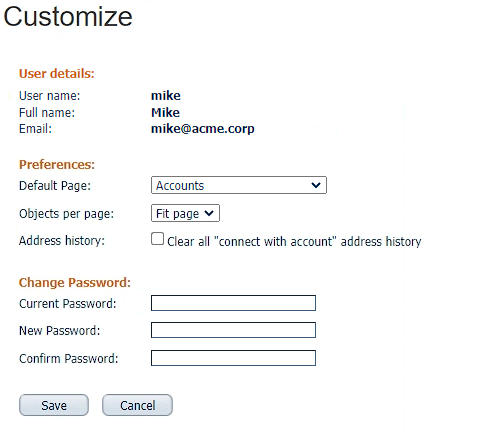 Customize
User details:
User name: mike
Full name: Mike
Email: mike@acme.corp
Preferences:
Default Page: Accounts
Objects per page: Fit page
Address history: Clear all "connect with account" address history
Change Password:
Current Password:
New Password:
Confirm Password:
Save Cancel